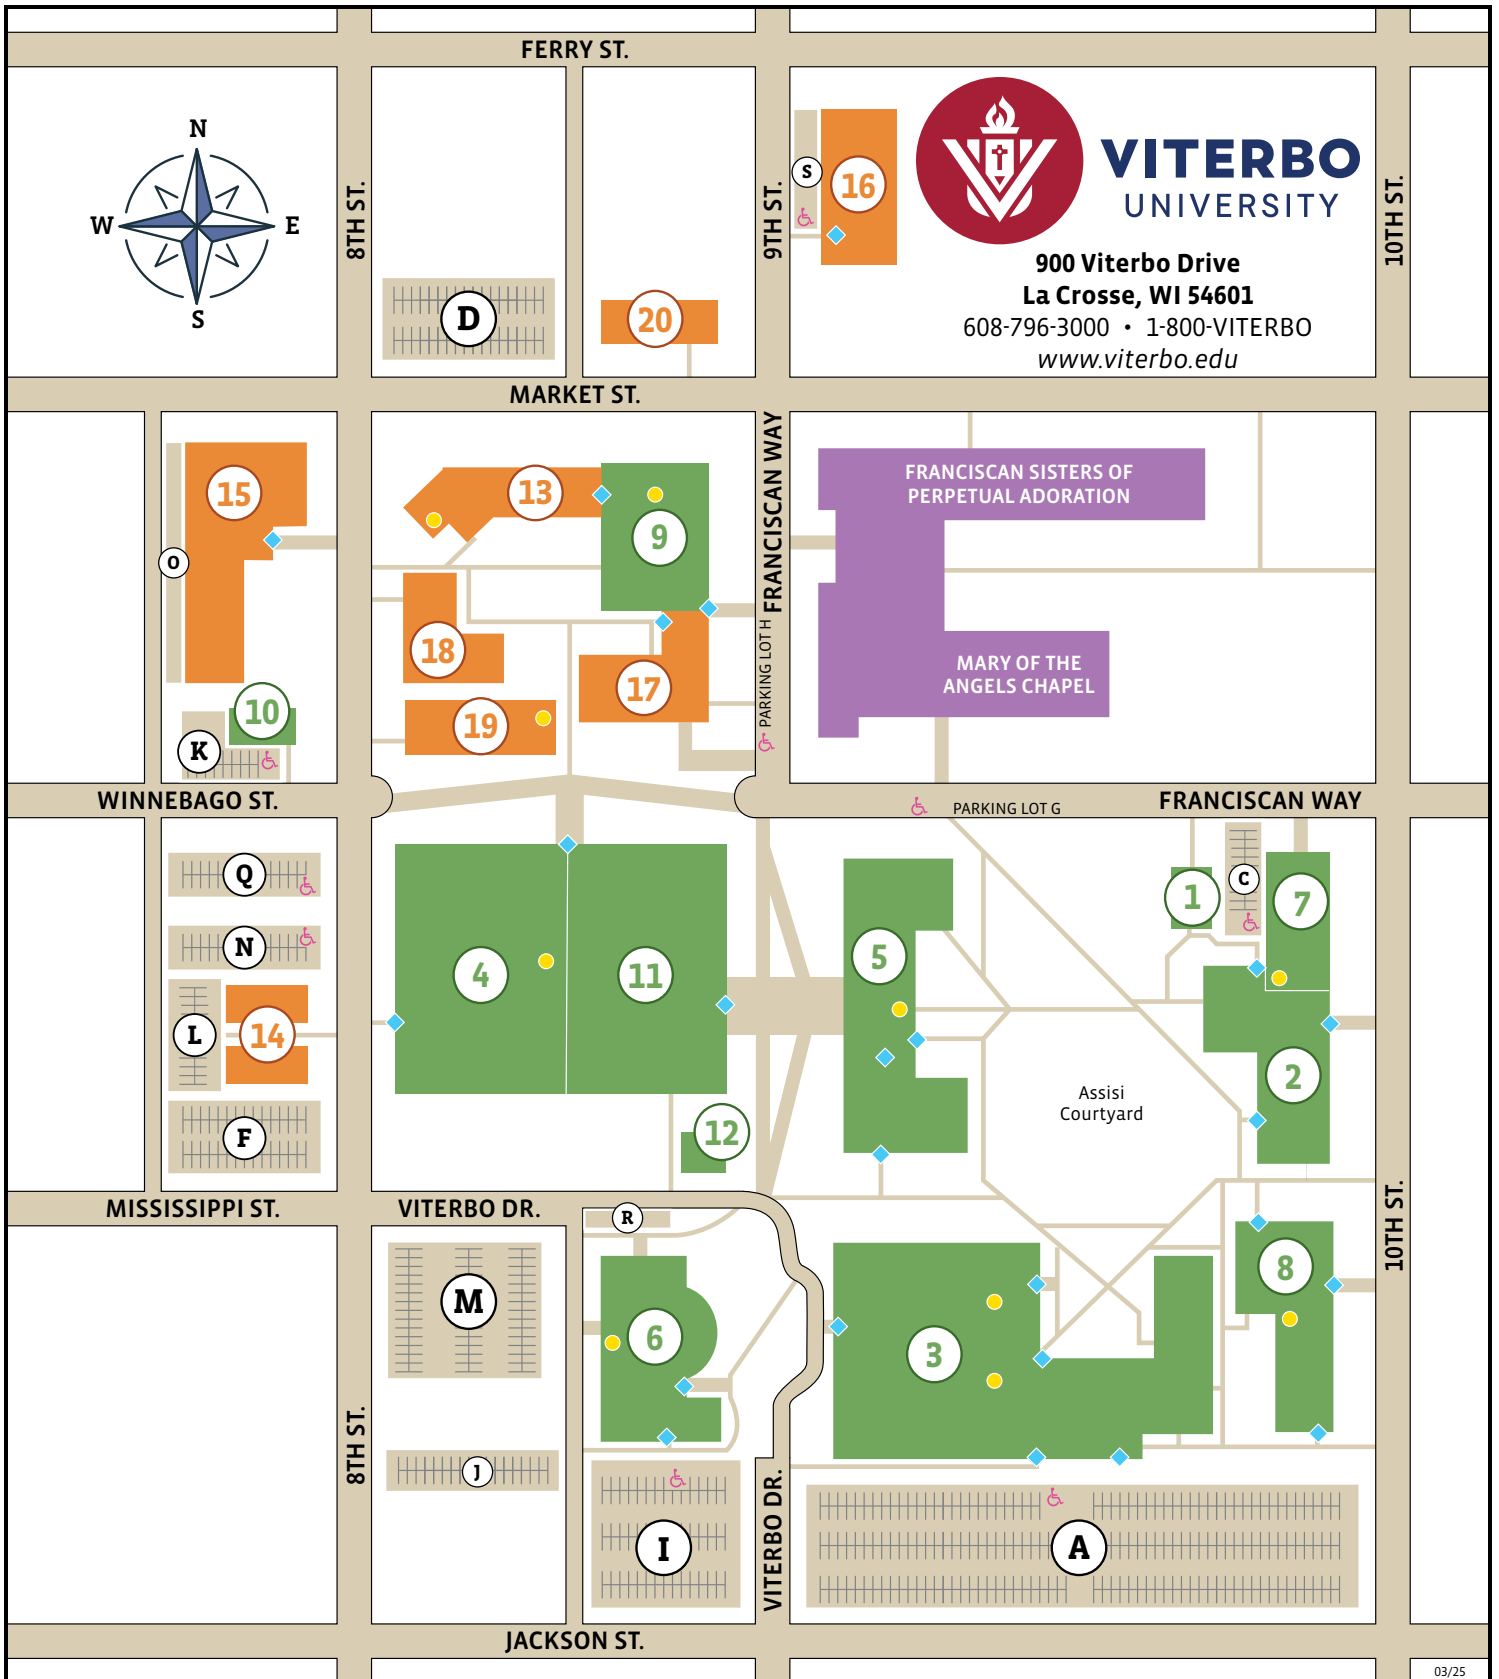 FERRY ST.
N
W
E
S
8TH ST.
9TH ST.
10TH ST.
S
16
VITERBO
UNIVERSITY
900 Viterbo Drive
La Crosse, WI 54601
608-796-3000 • 1-800-VITERBO
www.viterbo.edu
D
20
MARKET ST.
15
O
10
K
13
9
18
17
19
FRANCISCAN WAY
PARKING LOT H
FRANCISCAN SISTERS OF
PERPETUAL ADORATION
MARY OF THE
ANGELS CHAPEL
WINNEBAGO ST.
PARKING LOT G
FRANCISCAN WAY
Q
N
L
14
F
4
11
12
5
1
C
7
2
Assisi
Courtyard
MISSISSIPPI ST.
VITERBO DR.
R
10TH ST.
M
6
3
8
8TH ST.
J
I
VITERBO DR.
A
JACKSON ST.
03/25